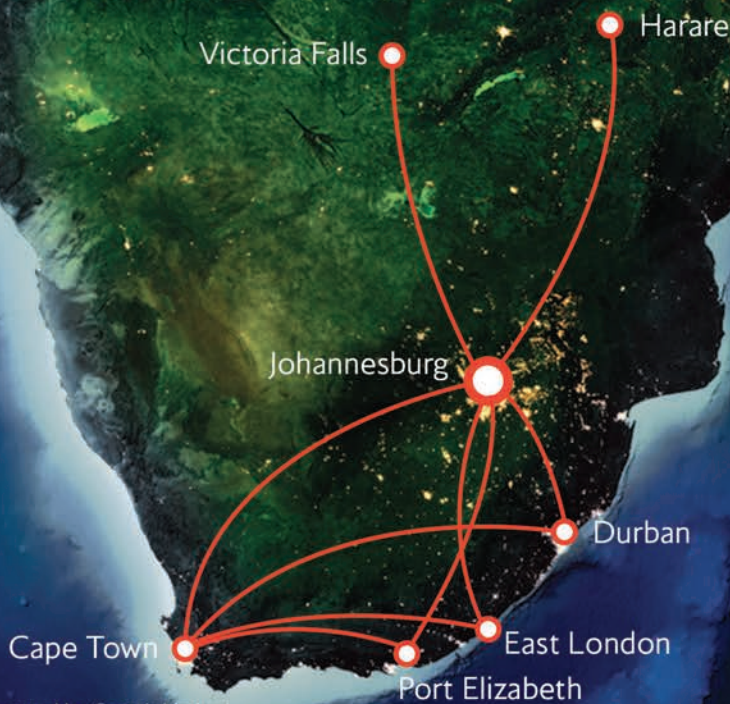 Harare
Victoria Falls
Johannesburg
Durban
East London
Cape Town
Port Elizabeth